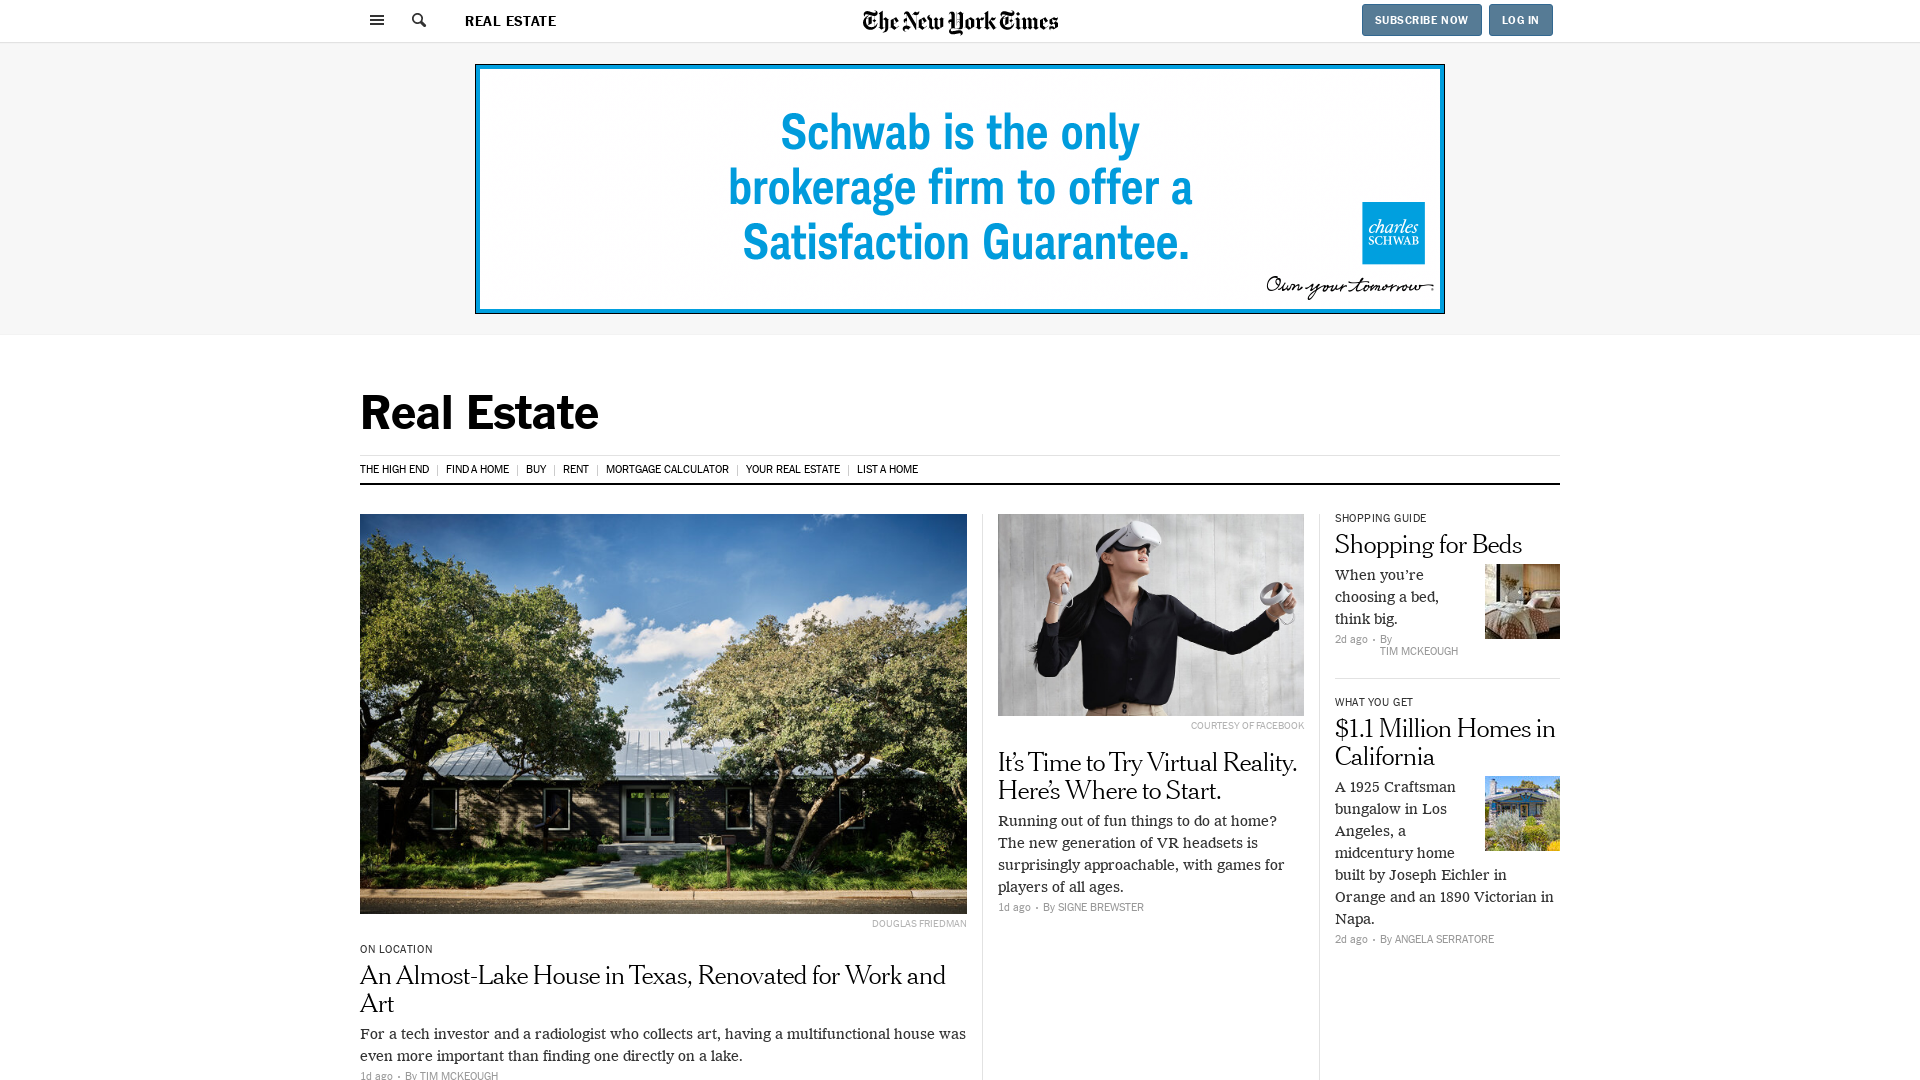 REAL ESTATE
The New York Times
SUBSCRIBE NOW
LOG IN
Schwab is the only
brokerage firm to offer a
Satisfaction Guarantee.
charles
SCHWAB
Own your tomorrow.
Real Estate
THE HIGH END
FIND A HOME
BUY
RENT
MORTGAGE CALCULATOR
YOUR REAL ESTATE
LIST A HOME
DOUGLAS FRIEDMAN
ON LOCATION
An Almost-Lake House in Texas, Renovated for Work and
Art
For a tech investor and a radiologist who collects art, having a multifunctional house was
even more important than finding one directly on a lake.
1d ago • By TIM MCKEOUGH
COURTESY OF FACEBOOK
It’s Time to Try Virtual Reality.
Here’s Where to Start.
Running out of fun things to do at home?
The new generation of VR headsets is
surprisingly approachable, with games for
players of all ages.
1d ago • By SIGNE BREWSTER
SHOPPING GUIDE
Shopping for Beds
When you’re
choosing a bed,
think big.
2d ago • By
TIM MCKEOUGH
WHAT YOU GET
$1.1 Million Homes in
California
A 1925 Craftsman
bungalow in Los
Angeles, a
midcentury home
built by Joseph Eichler in
Orange and an 1890 Victorian in
Napa.
2d ago • By ANGELA SERRATORE